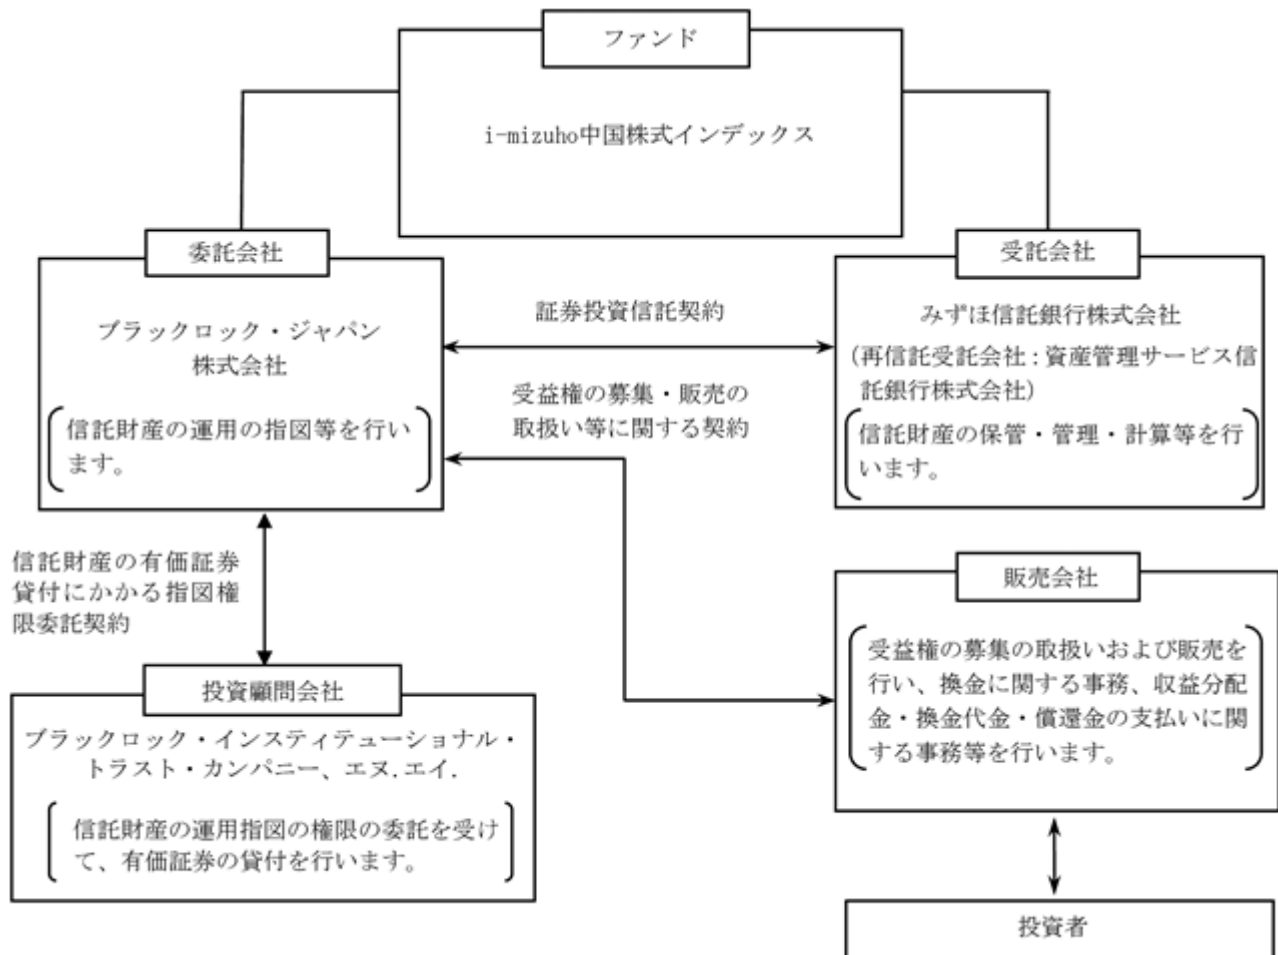 ファンド
i-mizuho中国株式インデックス
委託会社
ブラックロック・ジャパン
株式会社
信託財産の運用の指図等を行い
ます。
証券投資信託契約
受益権の募集・販売の
取扱い等に関する契約
受託会社
みずほ信託銀行株式会社
(再信託受託会社:資産管理サービス信
託銀行株式会社)
信託財産の保管・管理・計算等を行
います。
信託財産の有価証券
貸付にかかる指図権
限委託契約
投資顧問会社
ブラックロック・インスティテューショナル・
トラスト・カンパニー、エヌ.エイ.
信託財産の運用指図の権限の委託を受け
て、有価証券の貸付を行います。
販売会社
受益権の募集の取扱いおよび販売を
行い、換金に関する事務、収益分配
金・換金代金・償還金の支払いに関
する事務等を行います。
投資者